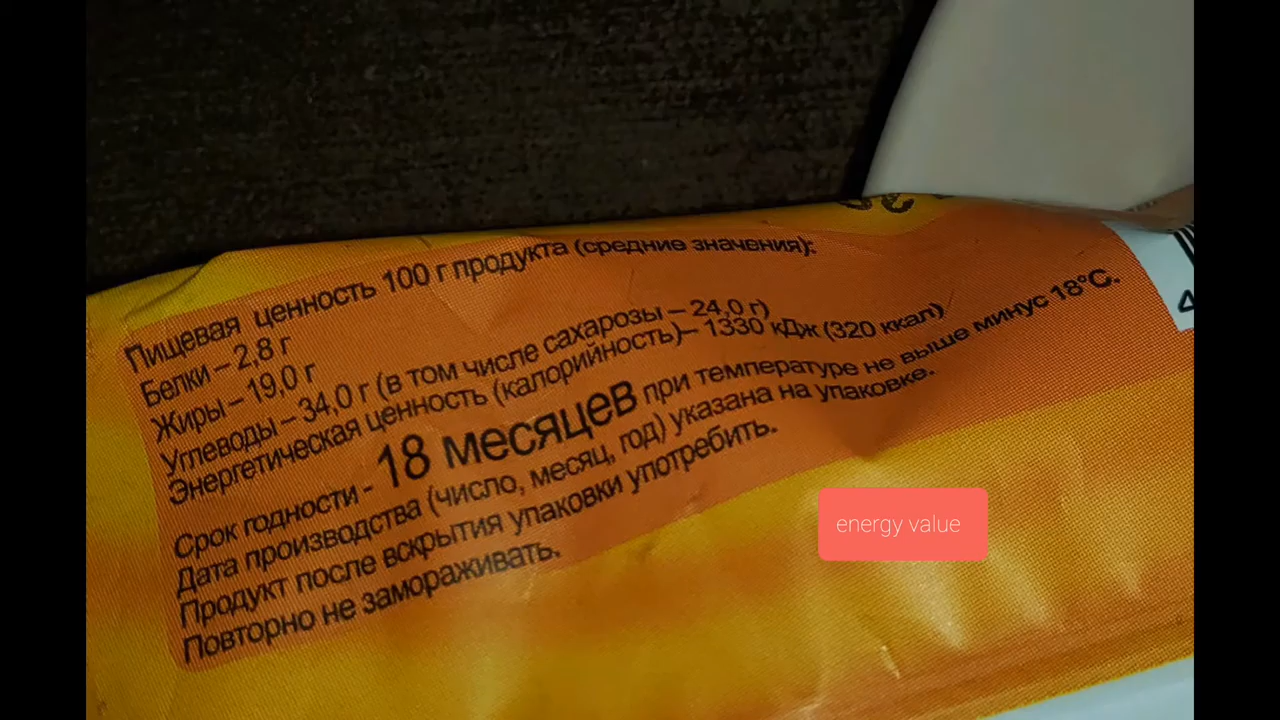 Пищевая ценность 100 г продукта (средние значения):
Белки – 2,8 г
Жиры – 19,0 г
Углеводы – 34,0 г (в том числе сахарозы – 24,0 г)
Энергетическая ценность (калорийность)– 1330 кДж (320 ккал)
Срок годности - 18 месяцев при температуре не выше минус 18°С.
Дата производства (число, месяц, год) указана на упаковке.
Продукт после вскрытия упаковки употребить.
Повторно не замораживать.
energy value